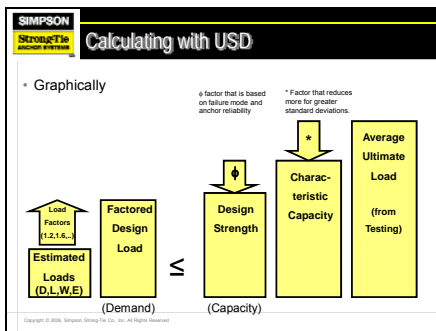 SIMPSON
Strong-Tie
ANCHOR SYSTEMS
Calculating with USD
• Graphically
ϕ factor that is based
on failure mode and
anchor reliability
* Factor that reduces
more for greater
standard deviations.
Load
Factors
(1.2,1.6,..)
Estimated
Loads
(D,L,W,E)
Factored
Design
Load
(Demand)
≤
ϕ
Design
Strength
(Capacity)
*
Charac-
teristic
Capacity
Average
Ultimate
Load
(from
Testing)
Copyright © 2009, Simpson Strong-Tie Co., Inc, All Rights Reserved